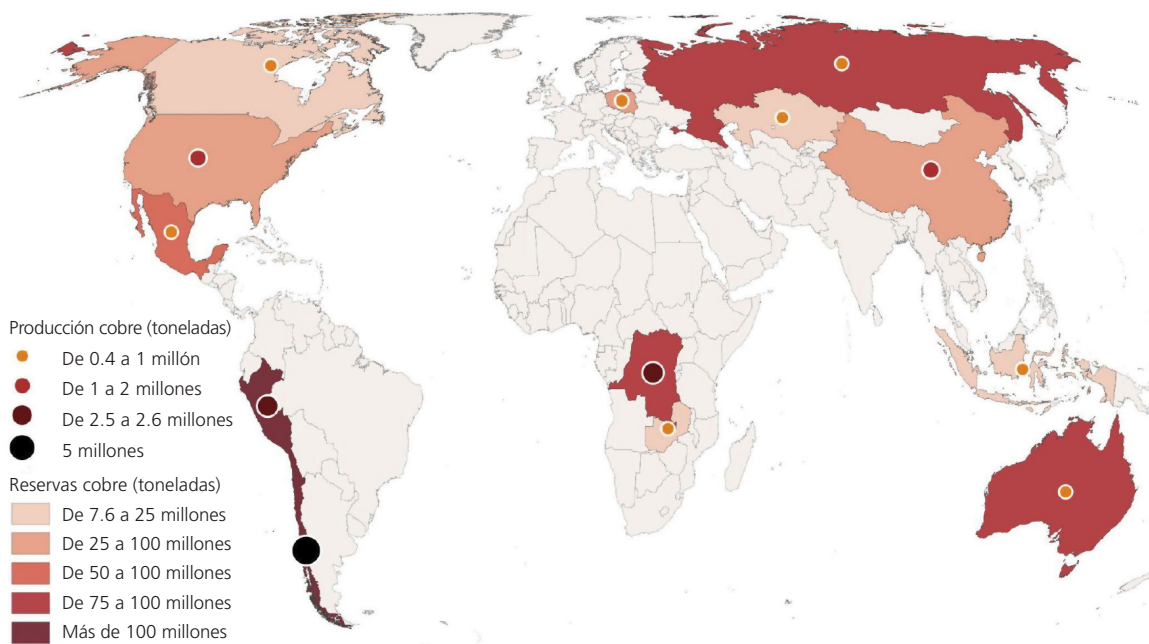 Producción cobre (toneladas)
De 0.4 a 1 millón
De 1 a 2 millones
De 2.5 a 2.6 millones
5 millones
Reservas cobre (toneladas)
De 7.6 a 25 millones
De 25 a 100 millones
De 50 a 100 millones
De 75 a 100 millones
Más de 100 millones